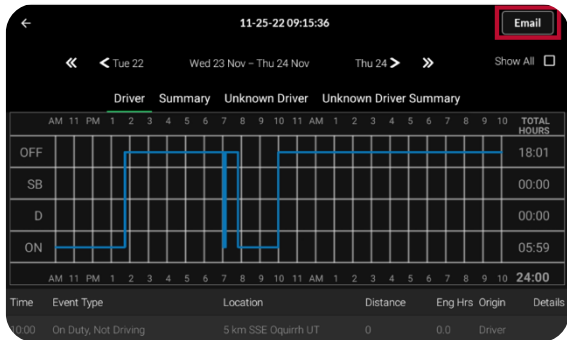 11-25-22 09:15:36 Email
Tue 22 Wed 23 Nov – Thu 24 Nov Thu 24 Show All
Driver Summary Unknown Driver Unknown Driver Summary
AM 11 PM 1 2 3 4 5 6 7 8 9 10 11 AM 1 2 3 4 5 6 7 8 9 10 TOTAL HOURS
OFF 18:01
SB 00:00
D 00:00
ON 05:59
AM 11 PM 1 2 3 4 5 6 7 8 9 10 11 AM 1 2 3 4 5 6 7 8 9 10 24:00
Time Event Type Location Distance Eng Hrs Origin Details
10:00 On Duty, Not Driving 5 km SSE Oquirrh UT 0 0.0 Driver